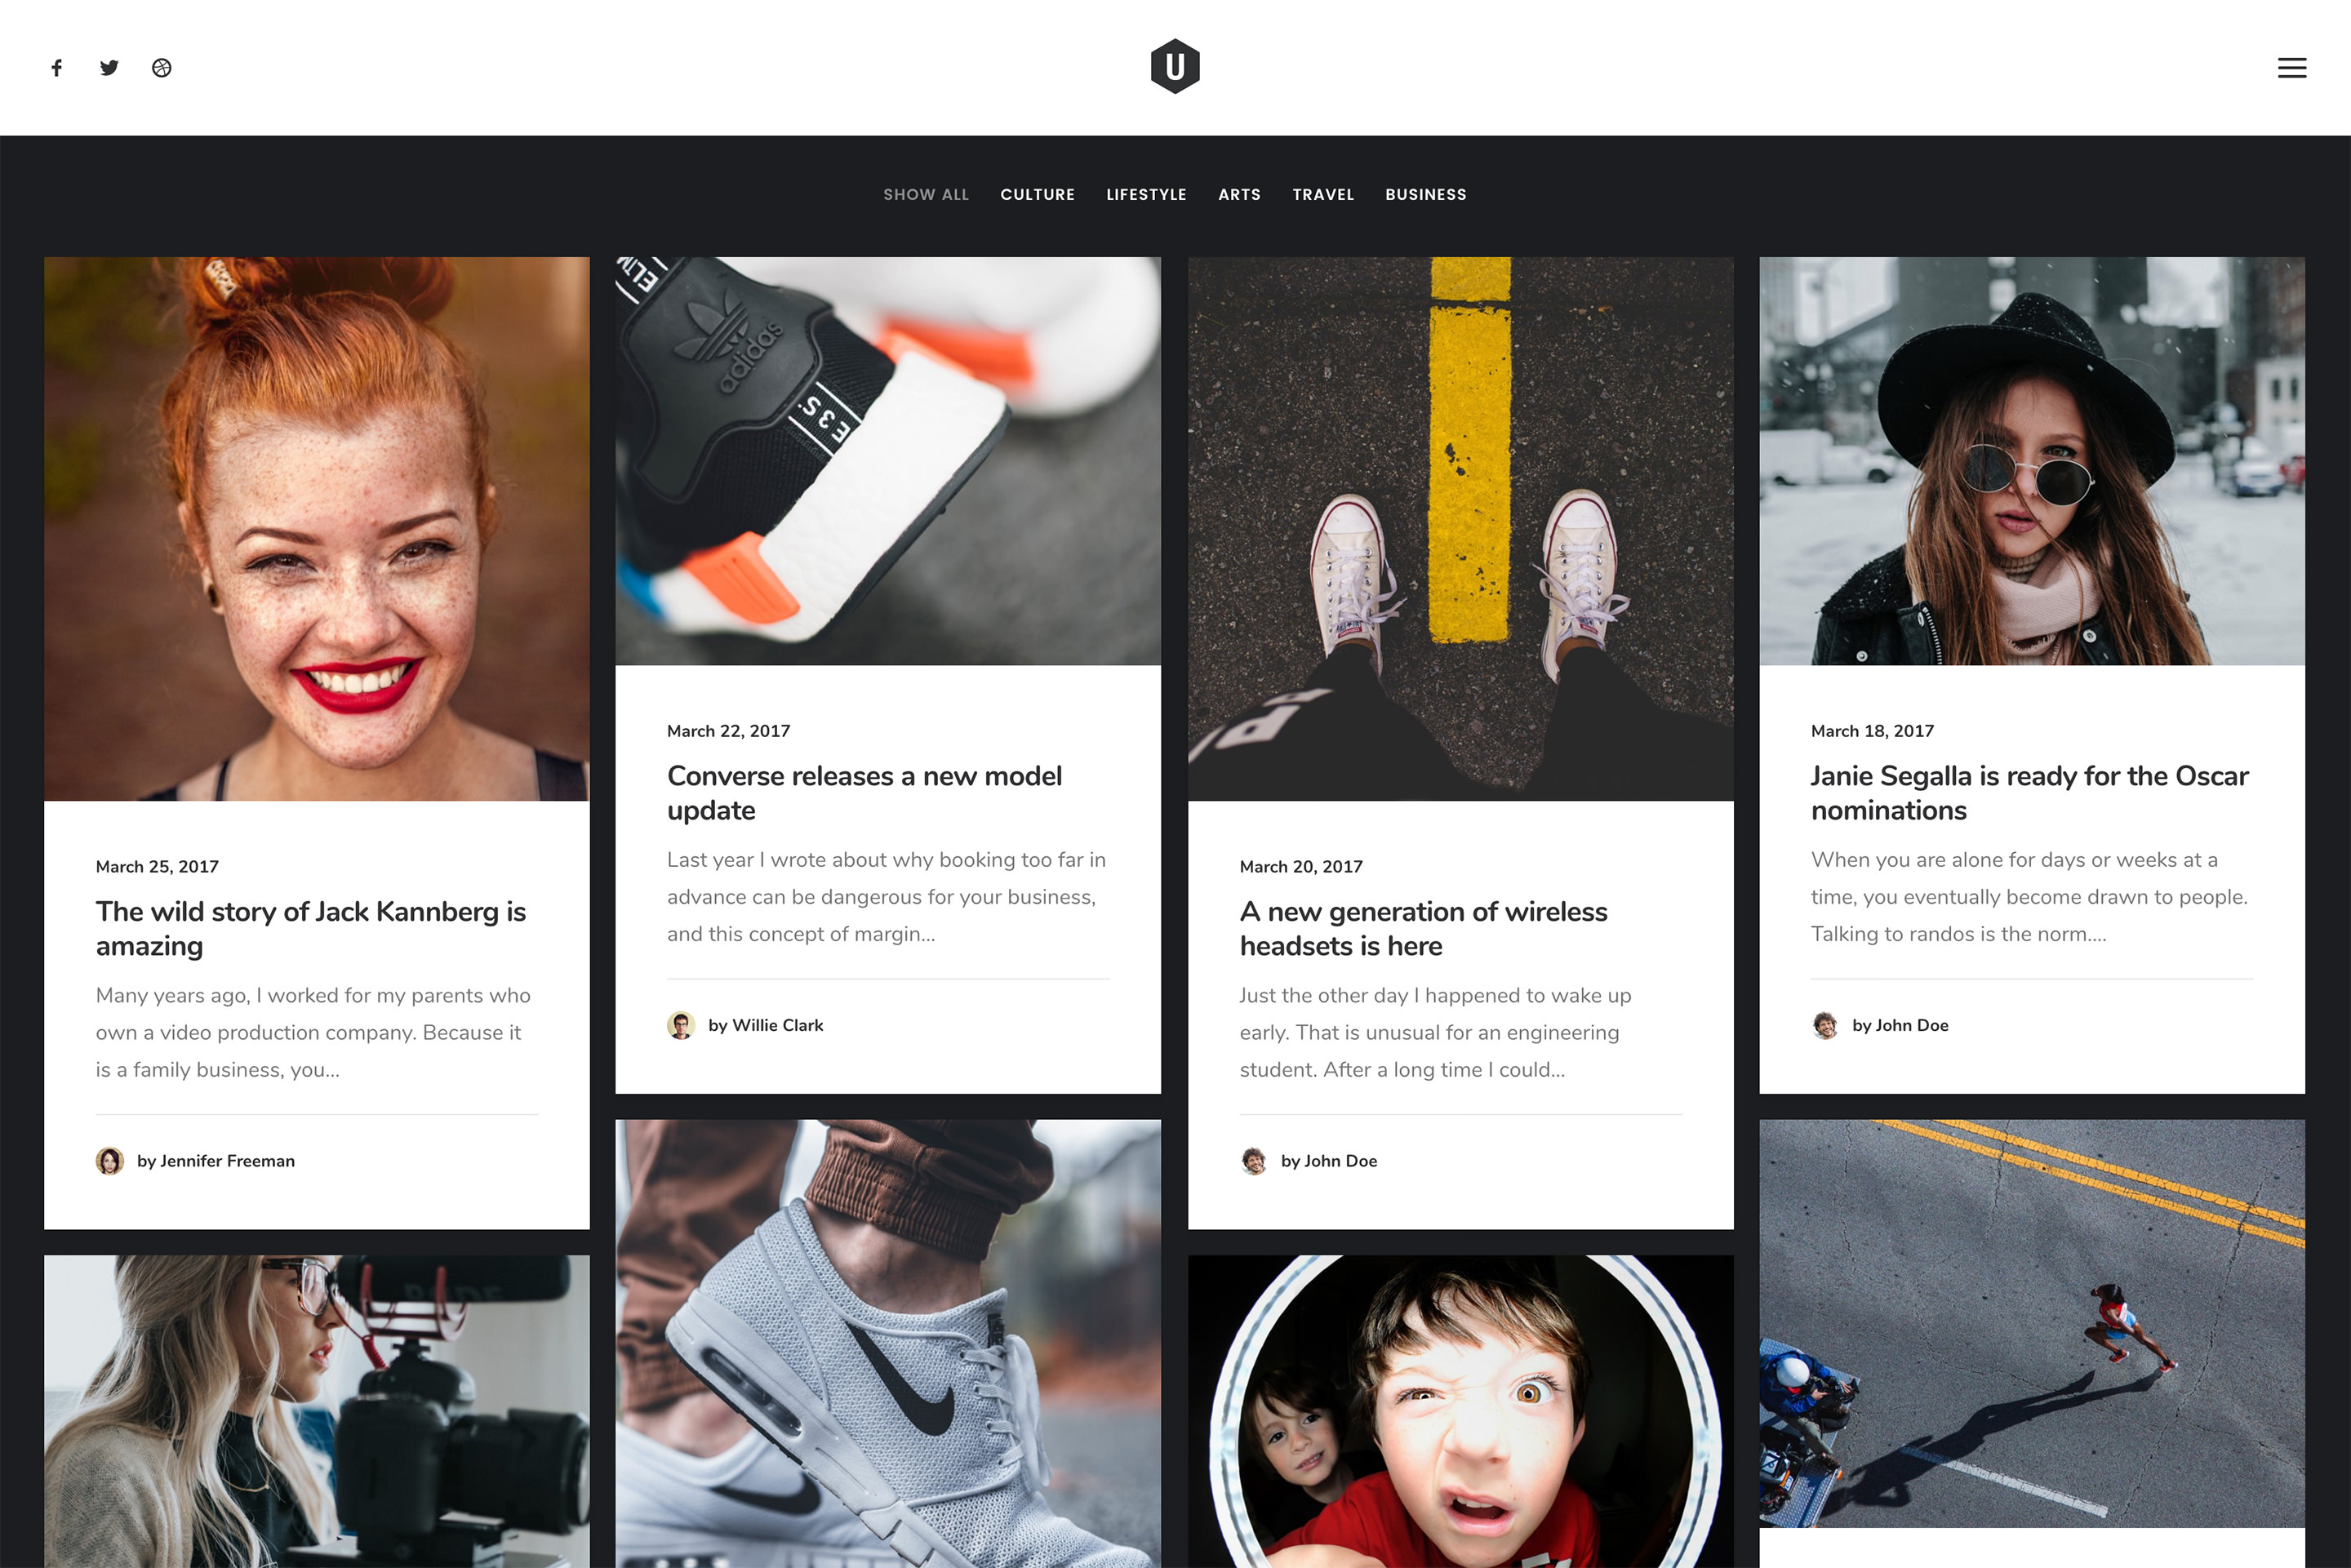 U
SHOW ALL CULTURE LIFESTYLE ARTS TRAVEL BUSINESS
adidas
March 25, 2017
The wild story of Jack Kannberg is
amazing
Many years ago, I worked for my parents who
own a video production company. Because it
is a family business, you...
by Jennifer Freeman
March 22, 2017
Converse releases a new model
update
Last year I wrote about why booking too far in
advance can be dangerous for your business,
and this concept of margin...
by Willie Clark
March 20, 2017
A new generation of wireless
headsets is here
Just the other day I happened to wake up
early. That is unusual for an engineering
student. After a long time I could...
by John Doe
March 18, 2017
Janie Segalla is ready for the Oscar
nominations
When you are alone for days or weeks at a
time, you eventually become drawn to people.
Talking to randos is the norm....
by John Doe